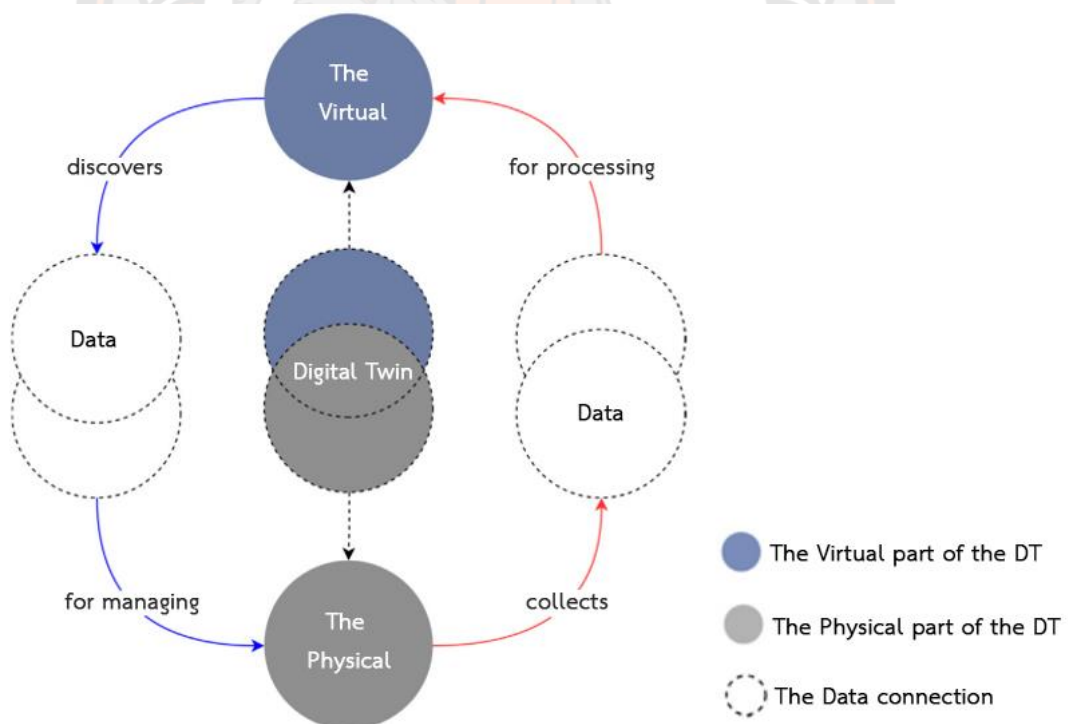 The
Virtual
discovers
for processing
Data
Digital Twin
Data
for managing
The
Physical
collects
The Virtual part of the DT
The Physical part of the DT
The Data connection